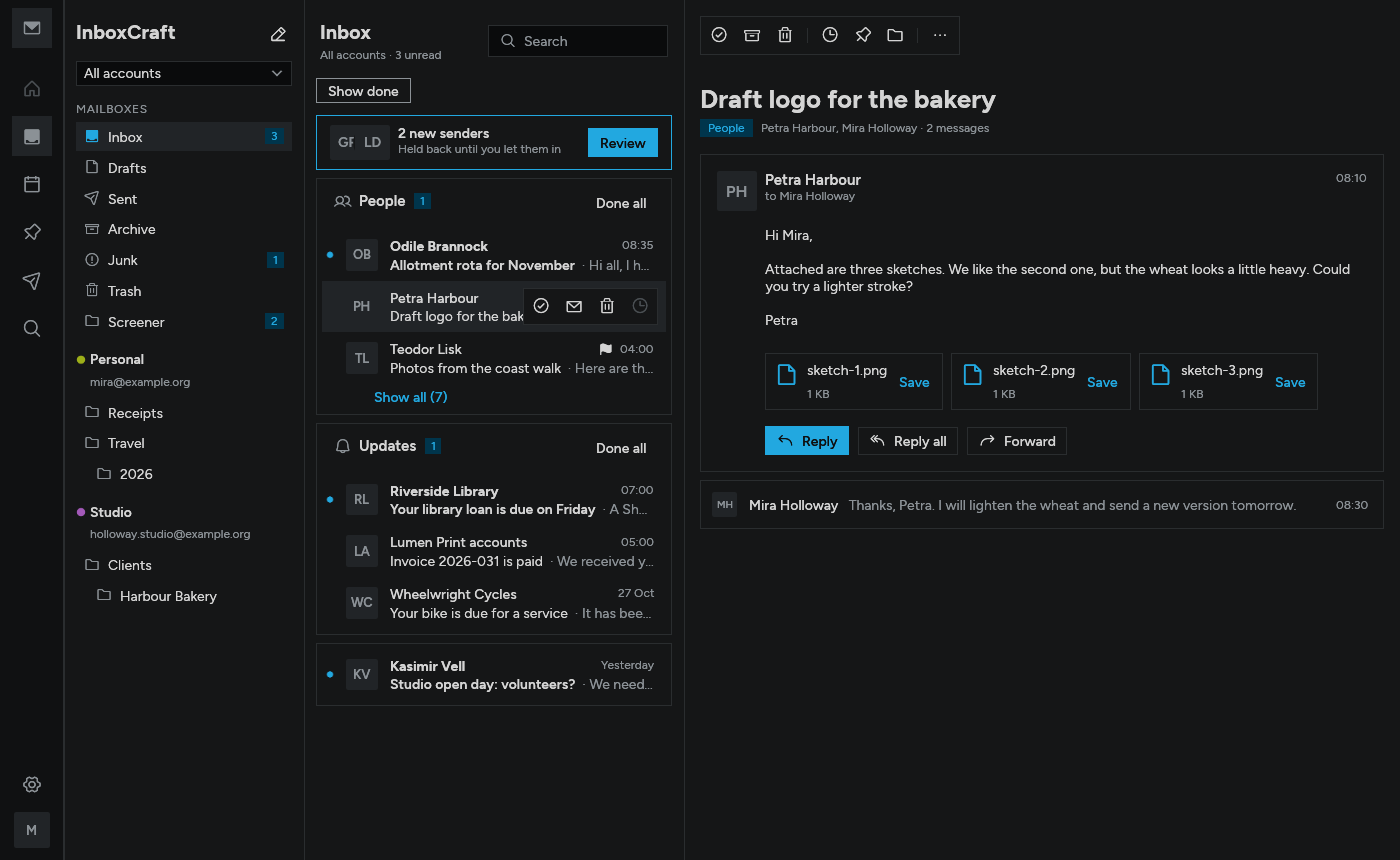 InboxCraft
All accounts
MAILBOXES
Inbox 3
Drafts
Sent
Archive
Junk 1
Trash
Screener 2
Personal
mira@example.org
Receipts
Travel
2026
Studio
holloway.studio@example.org
Clients
Harbour Bakery
M
Inbox
All accounts · 3 unread
Search
Show done
LD
2 new senders
Held back until you let them in
Review
People 1
Done all
OB
Odile Brannock 08:35
Allotment rota for November · Hi all, I h...
PH
Petra Harbour
Draft logo for the bak
TL
Teodor Lisk 04:00
Photos from the coast walk · Here are th...
Show all (7)
Updates 1
Done all
RL
Riverside Library 07:00
Your library loan is due on Friday · A Sh...
LA
Lumen Print accounts 05:00
Invoice 2026-031 is paid · We received y...
WC
Wheelwright Cycles 27 Oct
Your bike is due for a service · It has bee...
KV
Kasimir Vell Yesterday
Studio open day: volunteers? · We need...
Draft logo for the bakery
People Petra Harbour, Mira Holloway · 2 messages
PH
Petra Harbour 08:10
to Mira Holloway
Hi Mira,
Attached are three sketches. We like the second one, but the wheat looks a little heavy. Could
you try a lighter stroke?
Petra
sketch-1.png
1 KB
Save
sketch-2.png
1 KB
Save
sketch-3.png
1 KB
Save
Reply
Reply all
Forward
MH Mira Holloway Thanks, Petra. I will lighten the wheat and send a new version tomorrow. 08:30